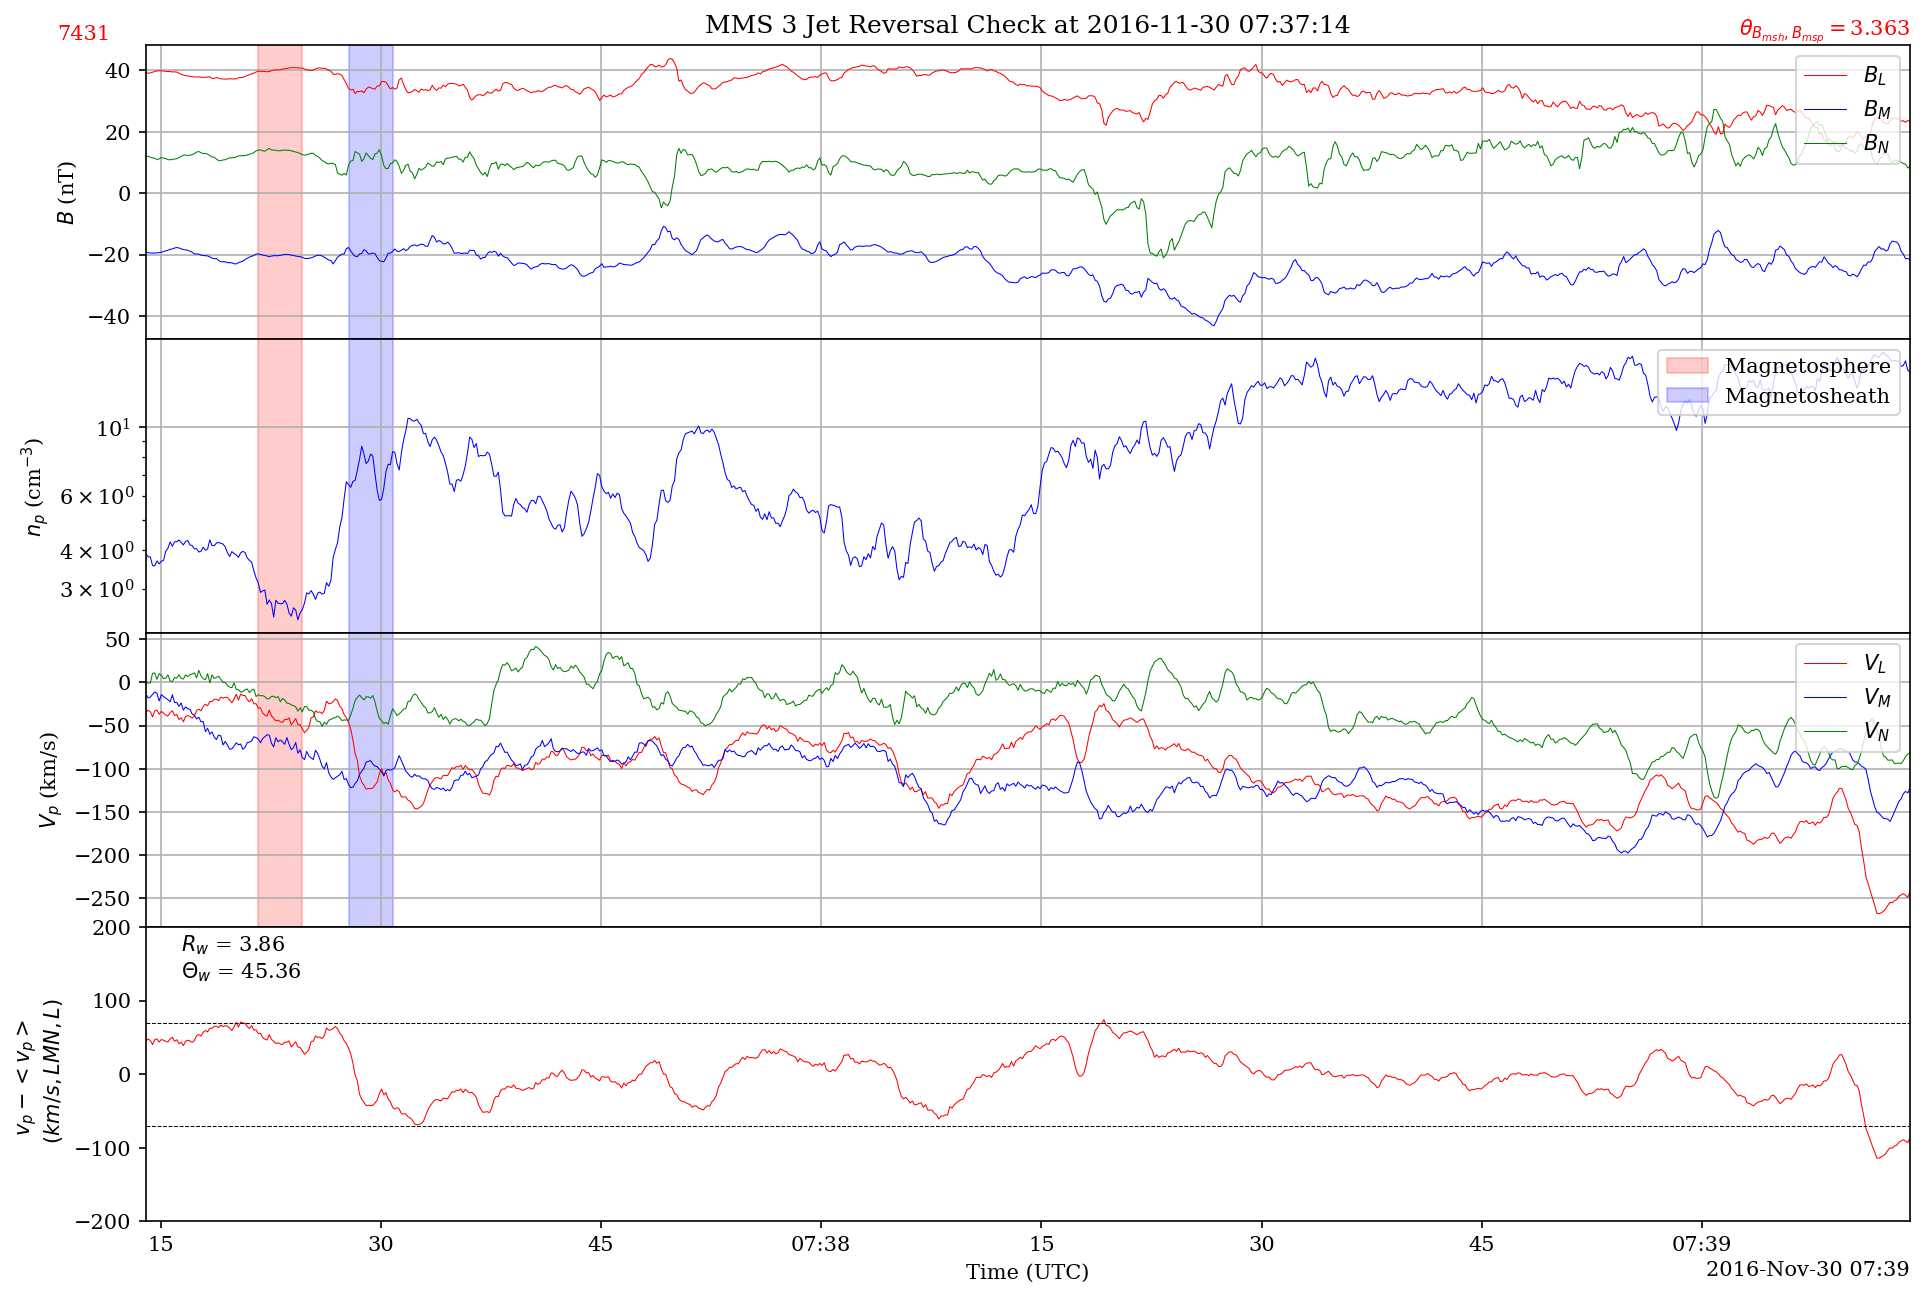 MMS 3 Jet Reversal Check at 2016-11-30 07:37:14
7431
θ_{B_{msh}, B_{msp}} = 3.363
40
20
0
−20
−40
B (nT)
B_L
B_M
B_N
10^1
6 × 10^0
4 × 10^0
3 × 10^0
n_p (cm^{−3})
Magnetosphere
Magnetosheath
50
0
−50
−100
−150
−200
−250
V_p (km/s)
V_L
V_M
V_N
200
100
0
−100
−200
v_p − < v_p >
(km/s, LMN, L)
R_w = 3.86
Θ_w = 45.36
15
30
45
07:38
15
30
45
07:39
Time (UTC)
2016-Nov-30 07:39